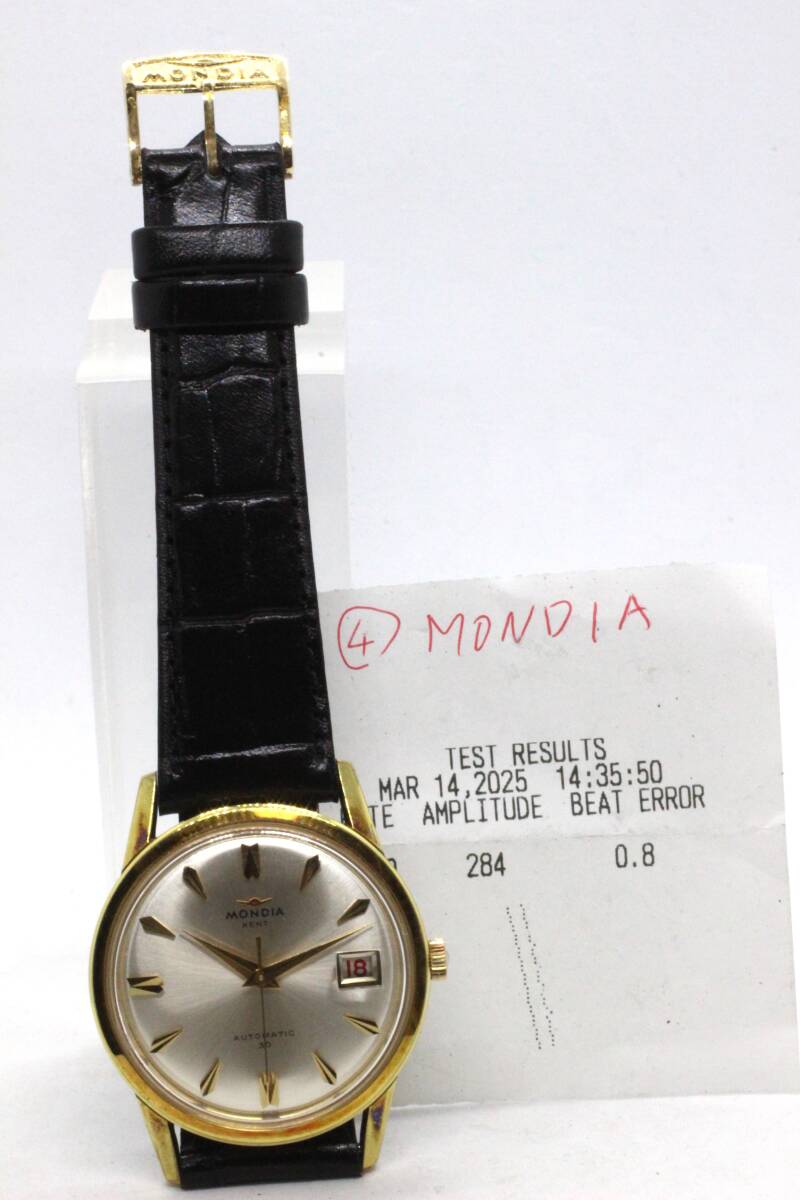 MONDIA
④ MONDIA
TEST RESULTS
MAR 14,2025 14:35:50
AMPLITUDE BEAT ERROR
284 0.8
MONDIA
KENT
18
AUTOMATIC
30